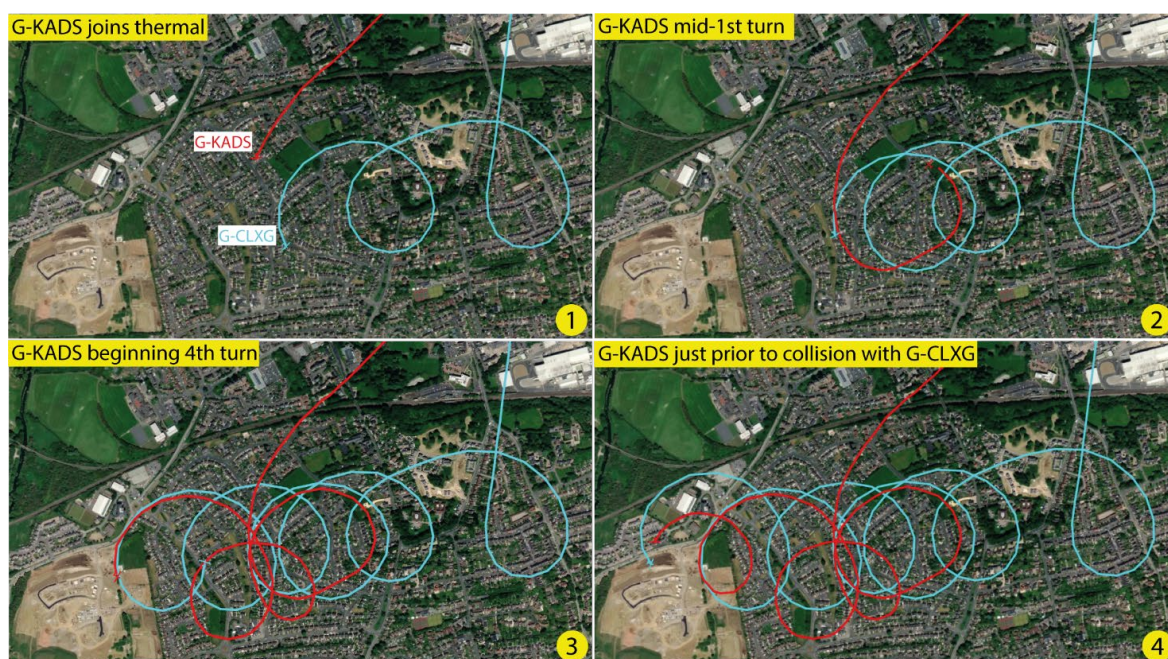 G-KADS joins thermal
G-KADS
G-CLXG
1
G-KADS mid-1st turn
2
G-KADS beginning 4th turn
3
G-KADS just prior to collision with G-CLXG
4